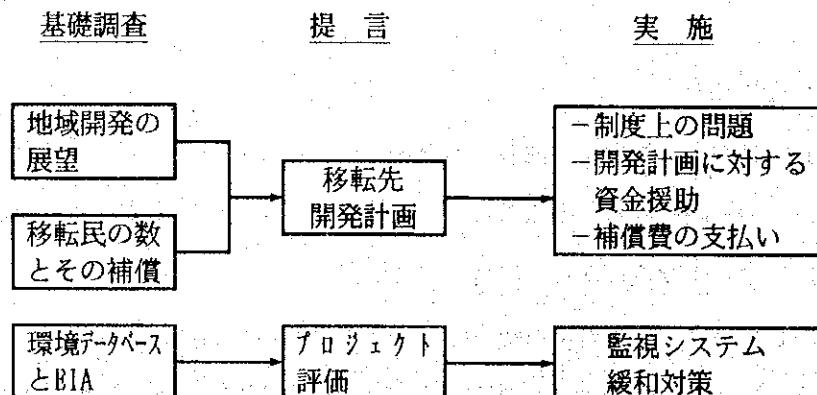 基礎調査
提 言
実 施
地域開発の
展望
移転民の数
とその補償
移転先
開発計画
－制度上の問題
－開発計画に対する
資金援助
－補償費の支払い
環境データベース
とEIA
プロジェクト
評価
監視システム
緩和対策